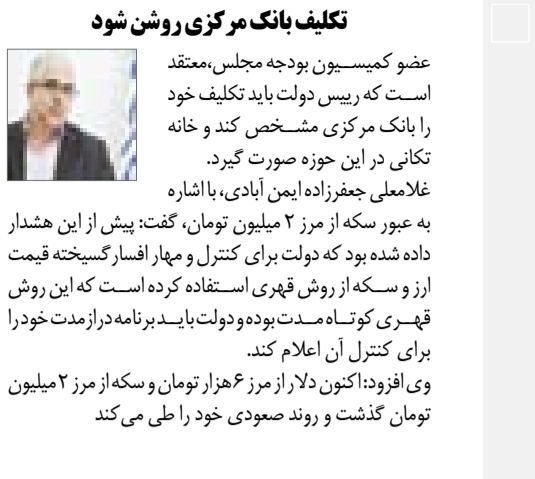 تکلیف بانک مرکزی روشن شود
عضو کمیسیون بودجه مجلس،معتقد
است که رییس دولت باید تکلیف خود
را بانک مرکزی مشخص کند و خانه
تکانی در این حوزه صورت گیرد.
غلامعلی جعفرزاده ایمن آبادی، با اشاره
به عبور سکه از مرز ۲ میلیون تومان، گفت: پیش از این هشدار
داده شده بود که دولت برای کنترل و مهار افسار گسیخته قیمت
ارز و سکه از روش قهری استفاده کرده است که این روش
قهری کوتاه مدت بوده و دولت باید برنامه دراز مدت خود را
برای کنترل آن اعلام کند.
وی افزود: اکنون دلار از مرز ۶ هزار تومان و سکه از مرز ۲ میلیون
تومان گذشت و روند صعودی خود را طی می کند